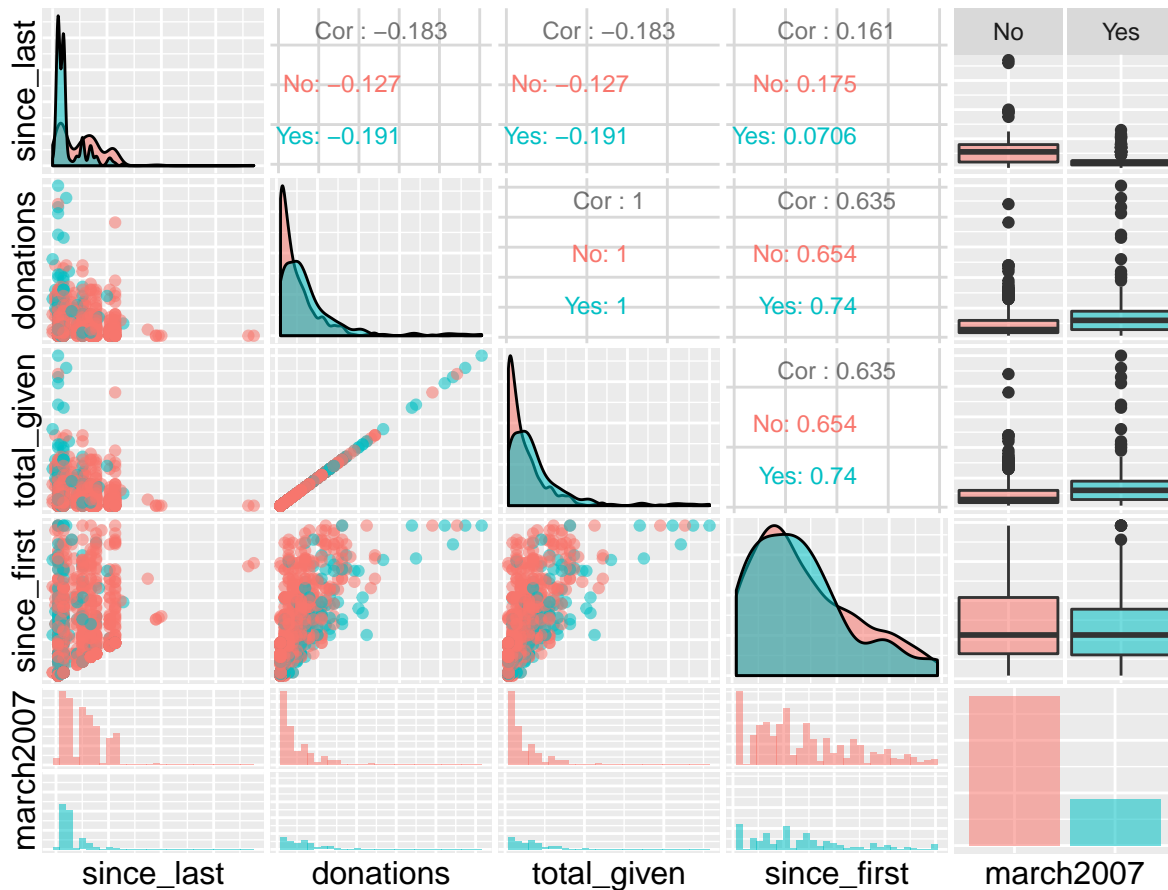 since_last
Cor : −0.183
No: −0.127
Yes: −0.191
Cor : −0.183
No: −0.127
Yes: −0.191
Cor : 0.161
No: 0.175
Yes: 0.0706
No
Yes
donations
Cor : 1
No: 1
Yes: 1
Cor : 0.635
No: 0.654
Yes: 0.74
total_given
Cor : 0.635
No: 0.654
Yes: 0.74
since_first
march2007
since_last
donations
total_given
since_first
march2007